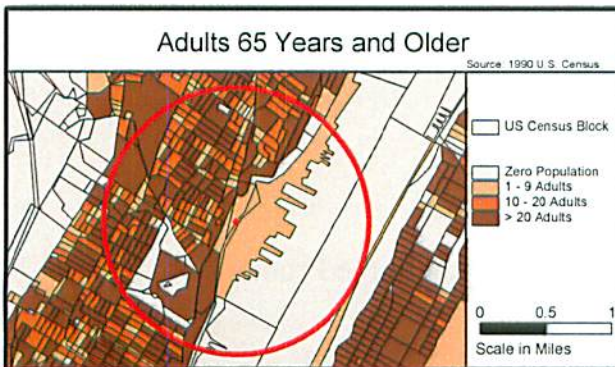 Adults 65 Years and Older
Source: 1990 U.S. Census
US Census Block
Zero Population
1 - 9 Adults
10 - 20 Adults
> 20 Adults
0 0.5 1
Scale in Miles